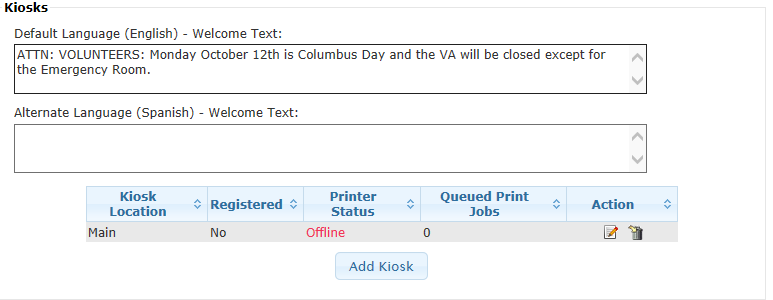 Kiosks
Default Language (English) - Welcome Text:
ATTN: VOLUNTEERS: Monday October 12th is Columbus Day and the VA will be closed except for
the Emergency Room.
Alternate Language (Spanish) - Welcome Text:
Kiosk Location Registered Printer Status Queued Print Jobs Action
Main No Offline 0
Add Kiosk